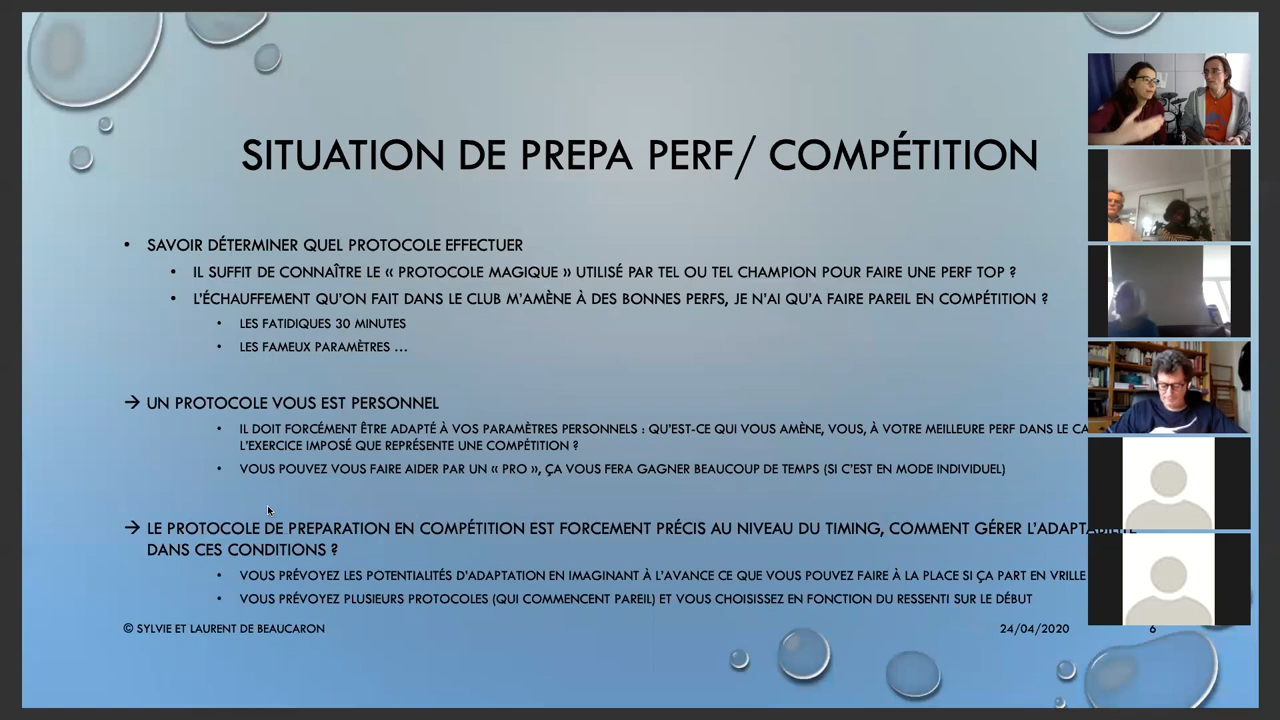 SITUATION DE PREPA PERF/ COMPÉTITION
• SAVOIR DÉTERMINER QUEL PROTOCOLE EFFECTUER
• IL SUFFIT DE CONNAÎTRE LE « PROTOCOLE MAGIQUE » UTILISÉ PAR TEL OU TEL CHAMPION POUR FAIRE UNE PERF TOP ?
• L'ÉCHAUFFEMENT QU'ON FAIT DANS LE CLUB M'AMÈNE À DES BONNES PERFS, JE N'AI QU'A FAIRE PAREIL EN COMPÉTITION ?
• LES FATIDIQUES 30 MINUTES
• LES FAMEUX PARAMÈTRES …
→ UN PROTOCOLE VOUS EST PERSONNEL
• IL DOIT FORCÉMENT ÊTRE ADAPTÉ À VOS PARAMÈTRES PERSONNELS : QU'EST-CE QUI VOUS AMÈNE, VOUS, À VOTRE MEILLEURE PERF DANS LE
L'EXERCICE IMPOSÉ QUE REPRÉSENTE UNE COMPÉTITION ?
• VOUS POUVEZ VOUS FAIRE AIDER PAR UN « PRO », ÇA VOUS FERA GAGNER BEAUCOUP DE TEMPS (SI C'EST EN MODE INDIVIDUEL)
→ LE PROTOCOLE DE PREPARATION EN COMPÉTITION EST FORCEMENT PRÉCIS AU NIVEAU DU TIMING, COMMENT GÉRER L'ADAPTABILITÉ
DANS CES CONDITIONS ?
• VOUS PRÉVOYEZ LES POTENTIALITÉS D'ADAPTATION EN IMAGINANT À L'AVANCE CE QUE VOUS POUVEZ FAIRE À LA PLACE SI ÇA PART EN VRILLE
• VOUS PRÉVOYEZ PLUSIEURS PROTOCOLES (QUI COMMENCENT PAREIL) ET VOUS CHOISISSEZ EN FONCTION DU RESSENTI SUR LE DÉBUT
© SYLVIE ET LAURENT DE BEAUCARON 24/04/2020 6